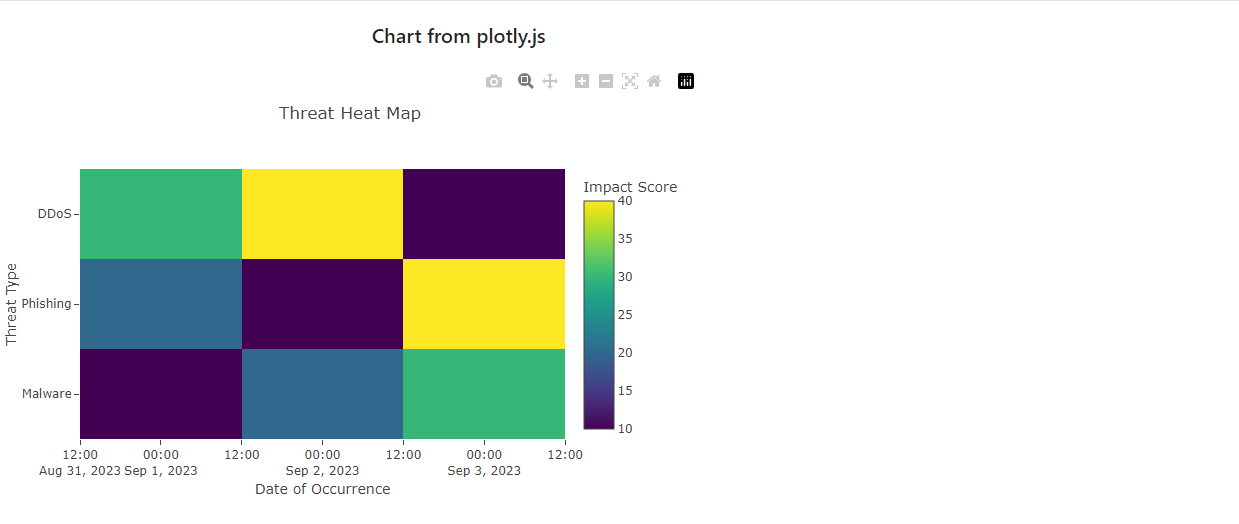 Chart from plotly.js
Threat Heat Map
Impact Score
40
35
30
25
20
15
10
Threat Type
DDoS
Phishing
Malware
12:00 00:00 12:00 00:00 12:00 00:00 12:00
Aug 31, 2023 Sep 1, 2023 Sep 2, 2023 Sep 3, 2023
Date of Occurrence